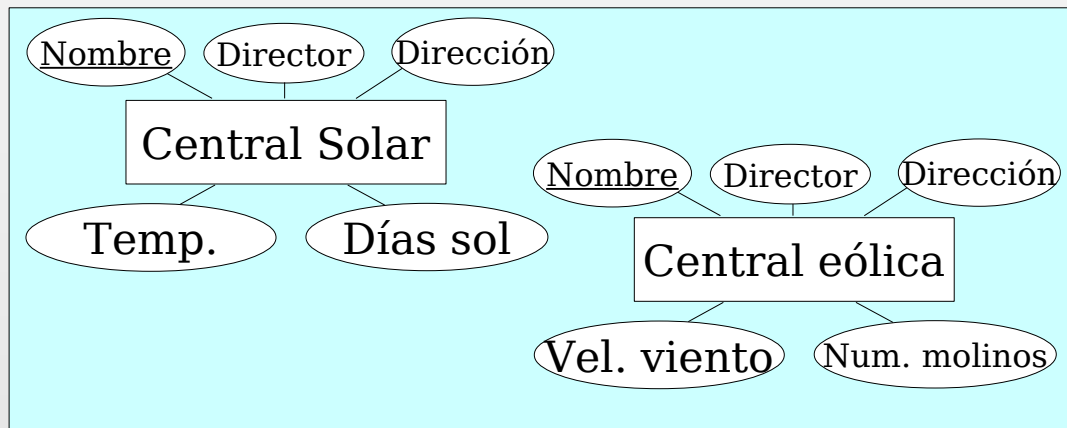 Nombre
Director
Dirección
Central Solar
Temp.
Días sol
Nombre
Director
Dirección
Central eólica
Vel. viento
Num. molinos